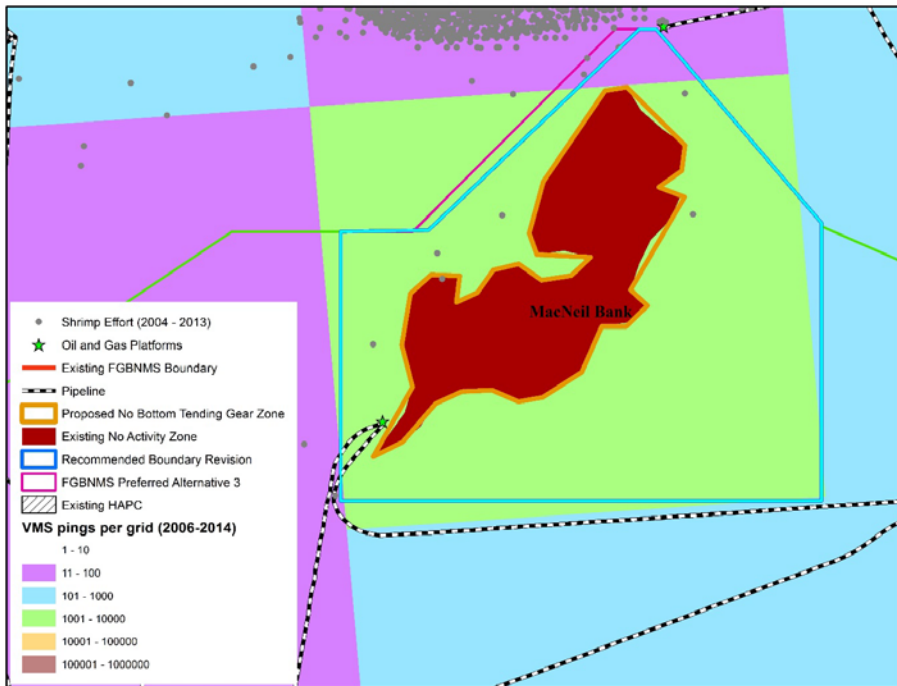 MacNeil Bank
Shrimp Effort (2004 - 2013)
Oil and Gas Platforms
Existing FGBNMS Boundary
Pipeline
Proposed No Bottom Tending Gear Zone
Existing No Activity Zone
Recommended Boundary Revision
FGBNMS Preferred Alternative 3
Existing HAPC
VMS pings per grid (2006-2014)
1 - 10
11 - 100
101 - 1000
1001 - 10000
10001 - 100000
100001 - 1000000